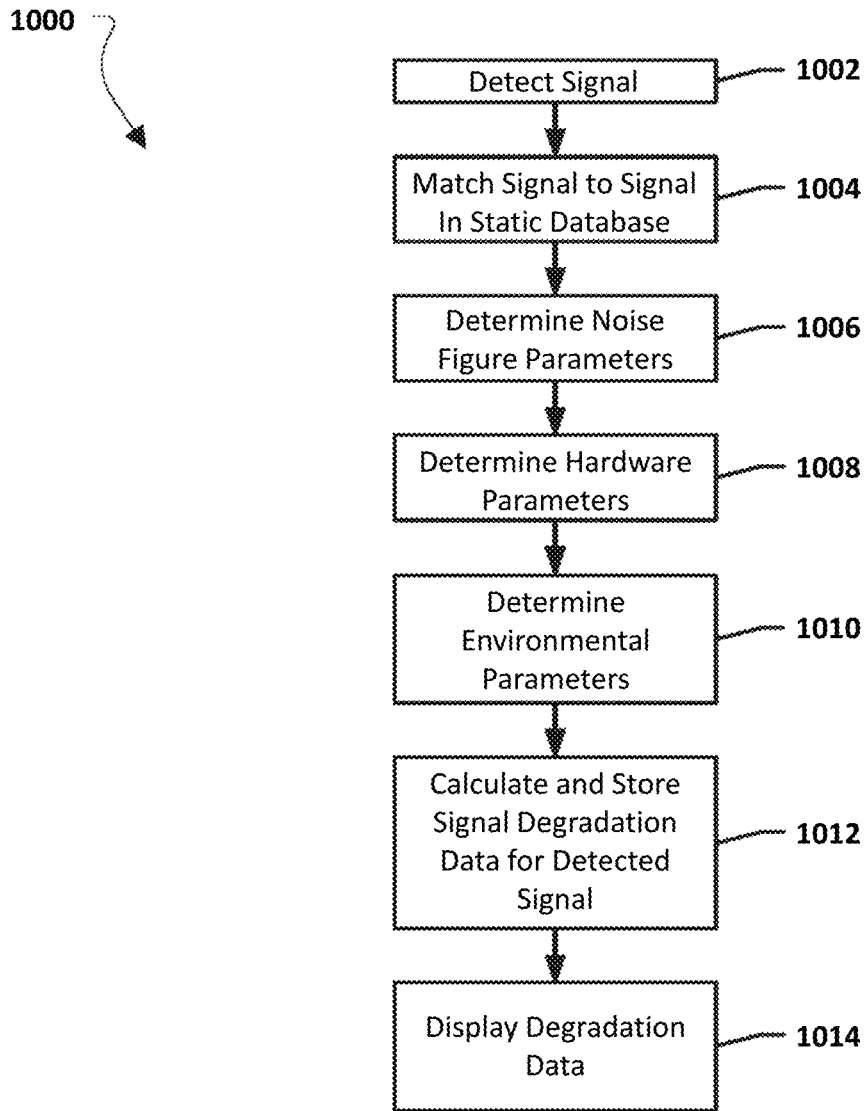 1000
Detect Signal
1002
Match Signal to Signal
In Static Database
1004
Determine Noise
Figure Parameters
1006
Determine Hardware
Parameters
1008
Determine
Environmental
Parameters
1010
Calculate and Store
Signal Degradation
Data for Detected
Signal
1012
Display Degradation
Data
1014